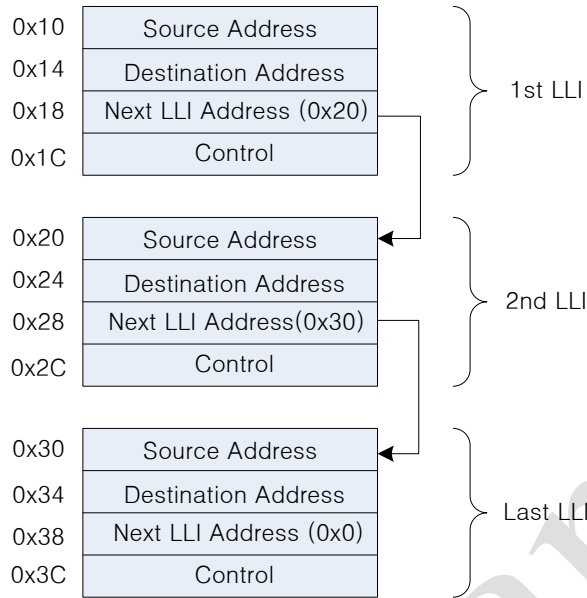 0x10 Source Address
0x14 Destination Address
0x18 Next LLI Address (0x20)
0x1C Control
1st LLI
0x20 Source Address
0x24 Destination Address
0x28 Next LLI Address(0x30)
0x2C Control
2nd LLI
0x30 Source Address
0x34 Destination Address
0x38 Next LLI Address (0x0)
0x3C Control
Last LLI